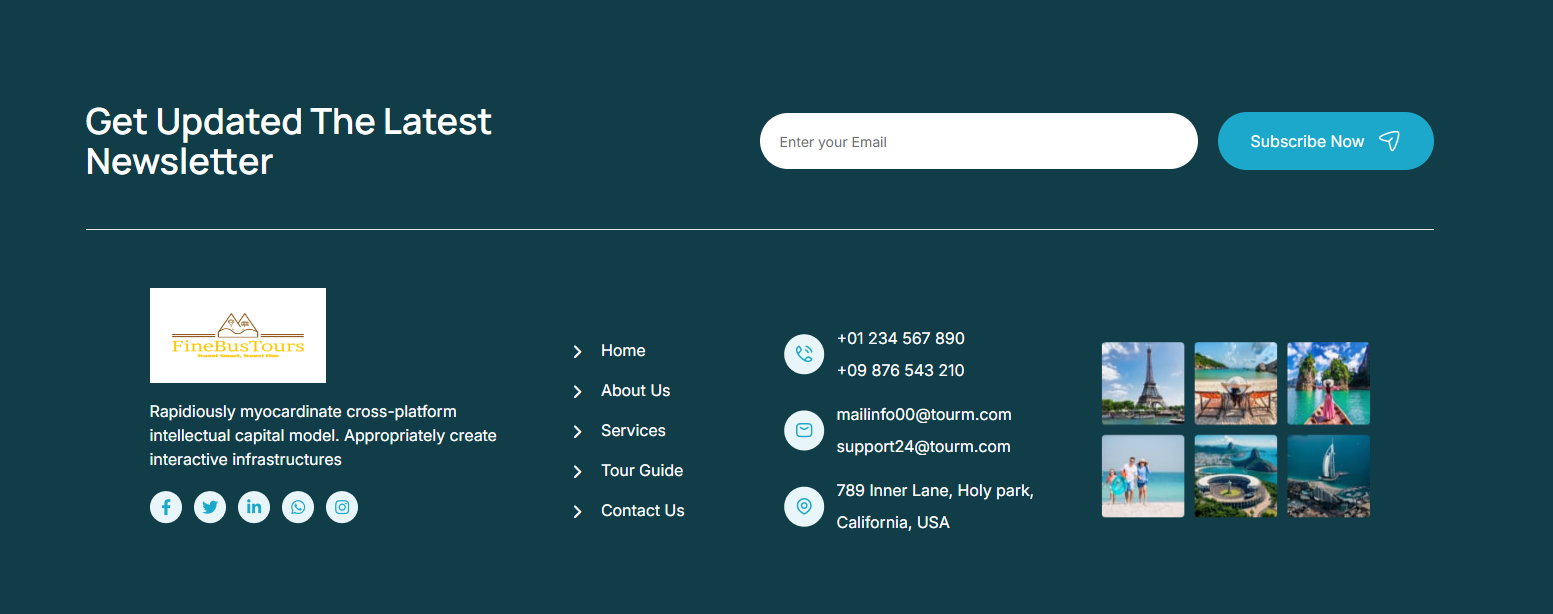 Get Updated The Latest
Newsletter
Enter your Email
Subscribe Now
FineBusTours
Travel Smart, Travel Fine.
Rapidiously myocardinate cross-platform
intellectual capital model. Appropriately create
interactive infrastructures
Home
About Us
Services
Tour Guide
Contact Us
+01 234 567 890
+09 876 543 210
mailinfo00@tourm.com
support24@tourm.com
789 Inner Lane, Holy park,
California, USA